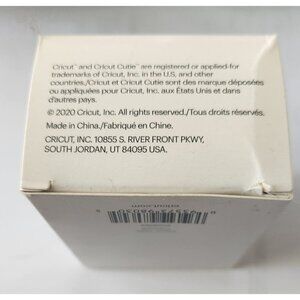 Cricut™ and Cricut Cutie™ are registered or applied-for
trademarks of Cricut, Inc. in the U.S. and other
countries./Cricut et Cricut Cutie sont des marques déposées
ou appliquées pour Cricut, Inc. aux États Unis et dans
d'autres pays.
© 2020 Cricut, Inc. All rights reserved./Tous droits réservés.
Made in China./Fabriqué en Chine.
CRICUT, INC. 10855 S. RIVER FRONT PKWY,
SOUTH JORDAN, UT 84095 USA
cricut.com